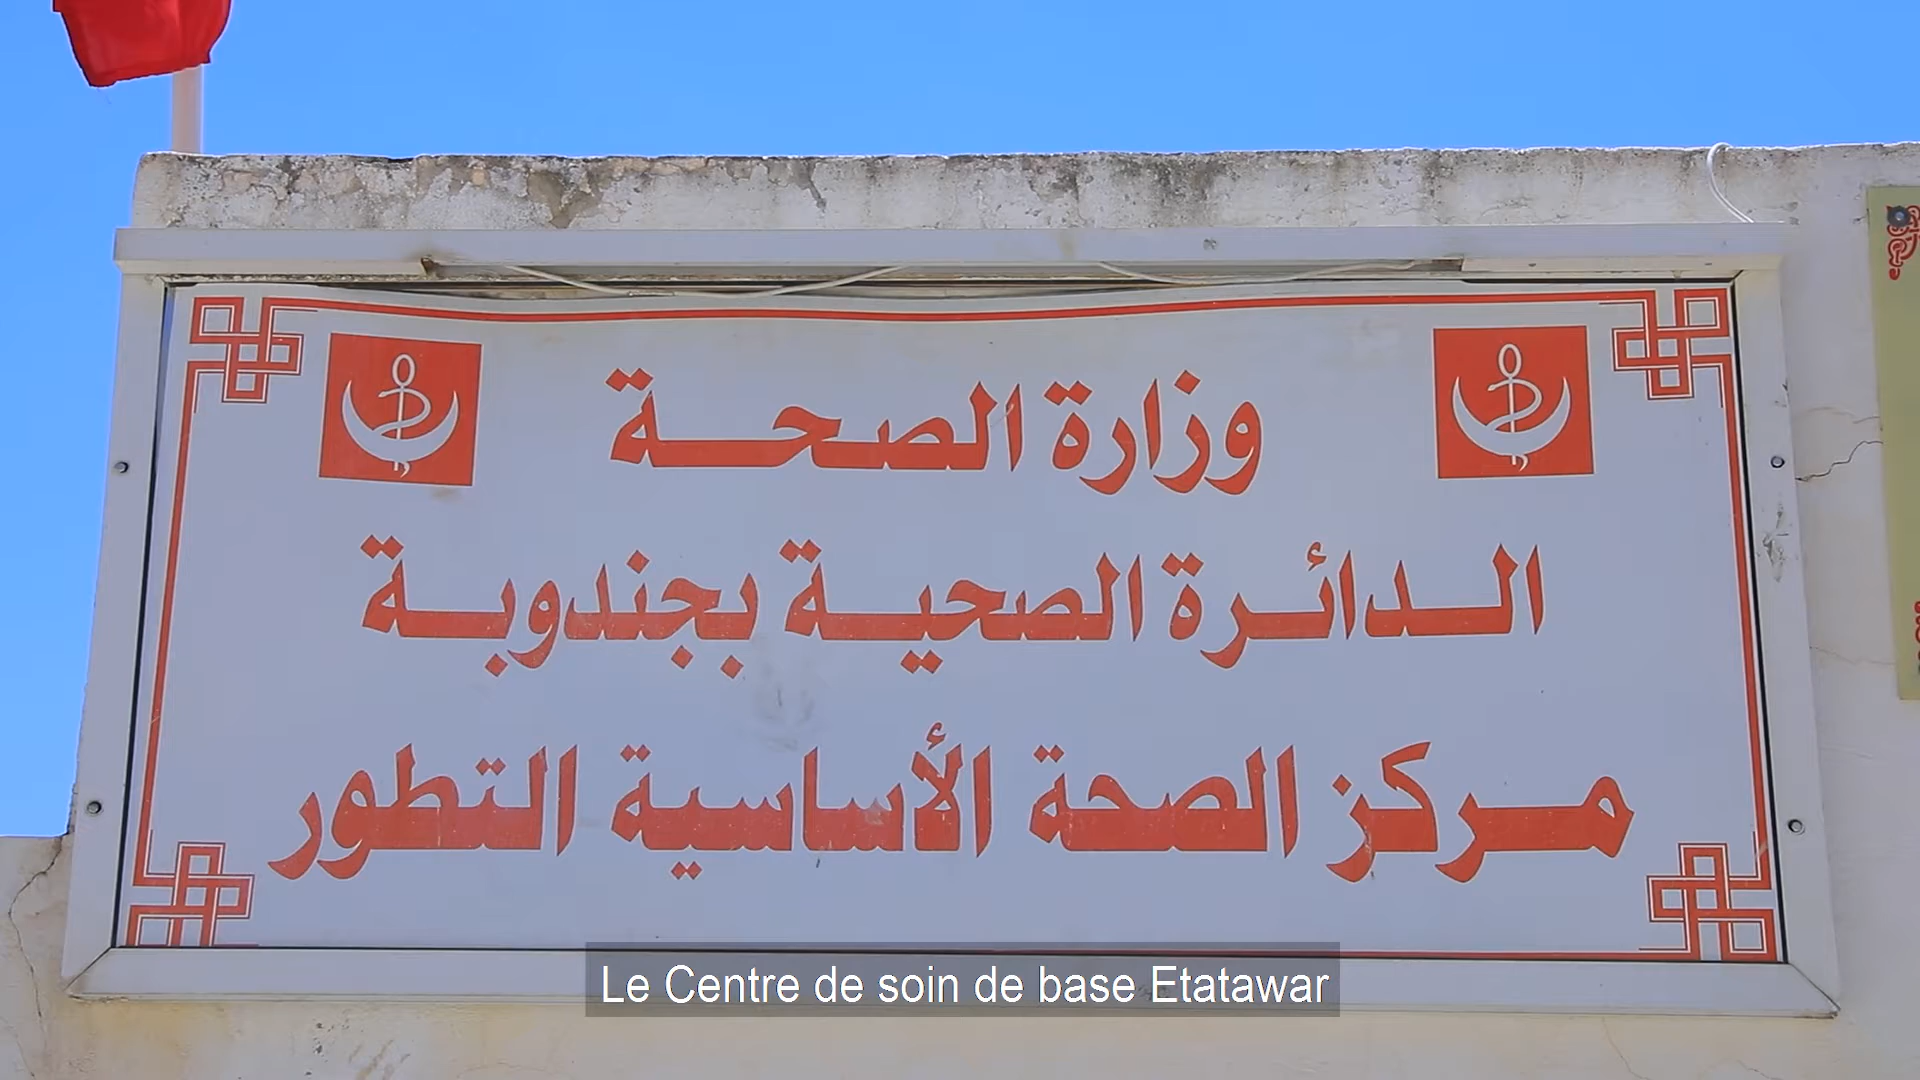 وزارة الصحة
الدائرة الصحية بجندوبة
مركز الصحة الأساسية التطور
Le Centre de soin de base Etatawar